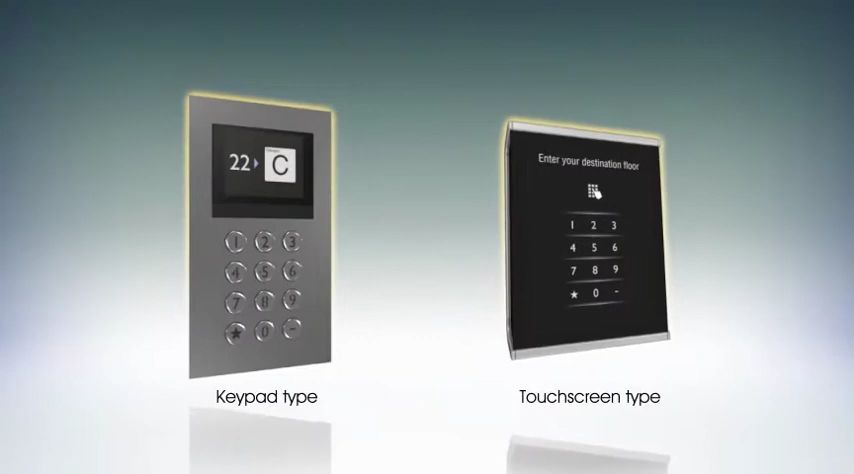 22 C
1 2 3
4 5 6
7 8 9
★ 0 -
Keypad type
Enter your destination floor
1 2 3
4 5 6
7 8 9
★ 0 -
Touchscreen type